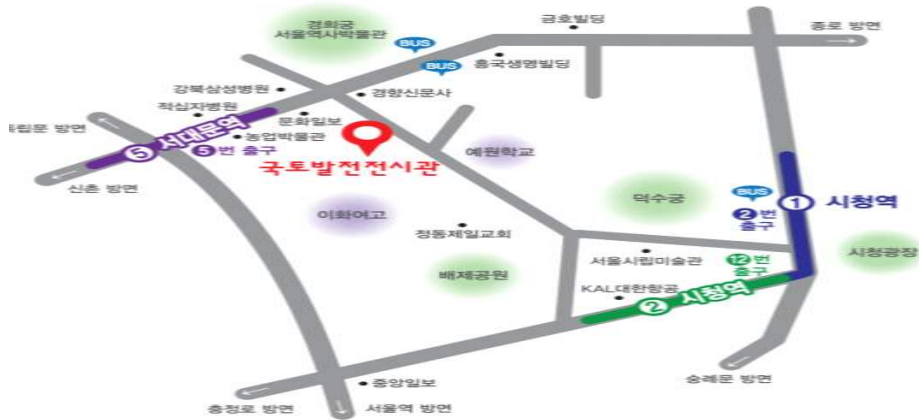 경희궁
서울역사박물관
금호빌딩
종로 방면
BUS
BUS
흥국생명빌딩
강북삼성병원
경향신문사
적십자병원
문화일보
농업박물관
독립문 방면
5 서대문역
5번 출구
국토발전전시관
예원학교
신촌 방면
이화여고
덕수궁
BUS
2번
출구
1 시청역
정동제일교회
서울시립미술관
시청광장
12번
출구
배제공원
KAL대한항공
2 시청역
중앙일보
숭례문 방면
충정로 방면
서울역 방면